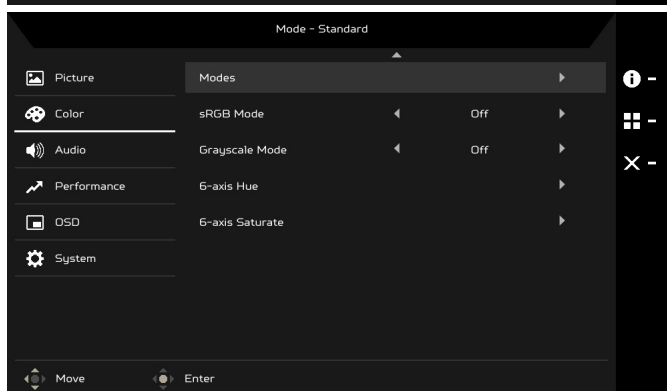 Mode - Standard
Picture
Modes
Color
sRGB Mode
Off
Audio
Grayscale Mode
Off
Performance
6-axis Hue
OSD
6-axis Saturate
System
Move
Enter